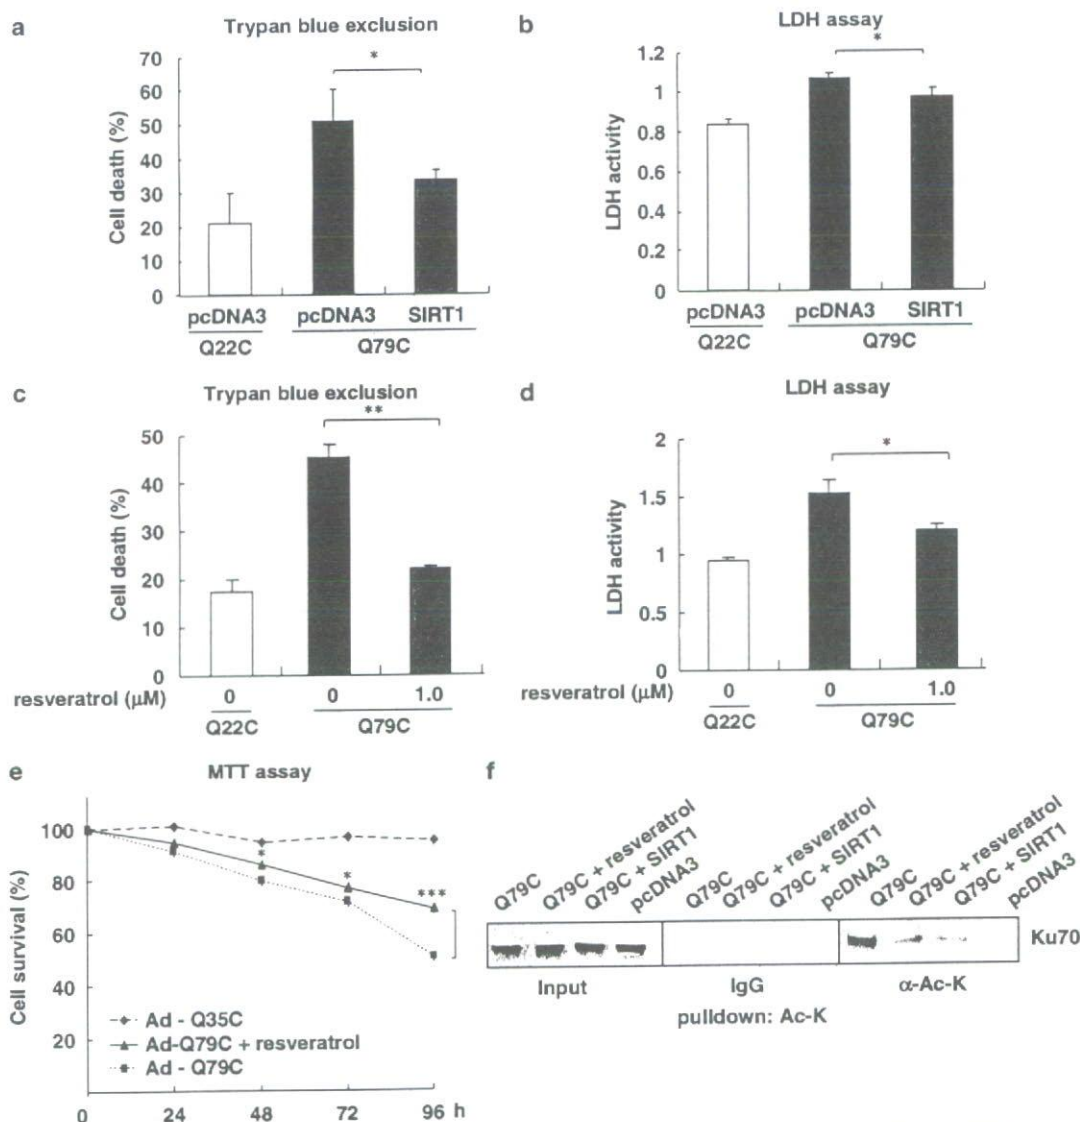 a
Trypan blue exclusion
Cell death (%)
70
60
50
40
30
20
10
0
*
pcDNA3
pcDNA3
SIRT1
Q22C
Q79C
b
LDH assay
LDH activity
1.2
1
0.8
0.6
0.4
0.2
0
*
pcDNA3
pcDNA3
SIRT1
Q22C
Q79C
c
Trypan blue exclusion
Cell death (%)
50
40
30
20
10
0
**
resveratrol (μM)
0
0
1.0
Q22C
Q79C
d
LDH assay
LDH activity
2
1.5
1
0.5
0
*
resveratrol (μM)
0
0
1.0
Q22C
Q79C
e
MTT assay
Cell survival (%)
100
80
60
40
20
*
*
***
Ad - Q35C
Ad-Q79C + resveratrol
Ad - Q79C
0
24
48
72
96 h
f
Q79C
Q79C + resveratrol
Q79C + SIRT1
pcDNA3
Q79C
Q79C + resveratrol
Q79C + SIRT1
pcDNA3
Q79C
Q79C + resveratrol
Q79C + SIRT1
pcDNA3
Ku70
Input
IgG
α-Ac-K
pulldown: Ac-K